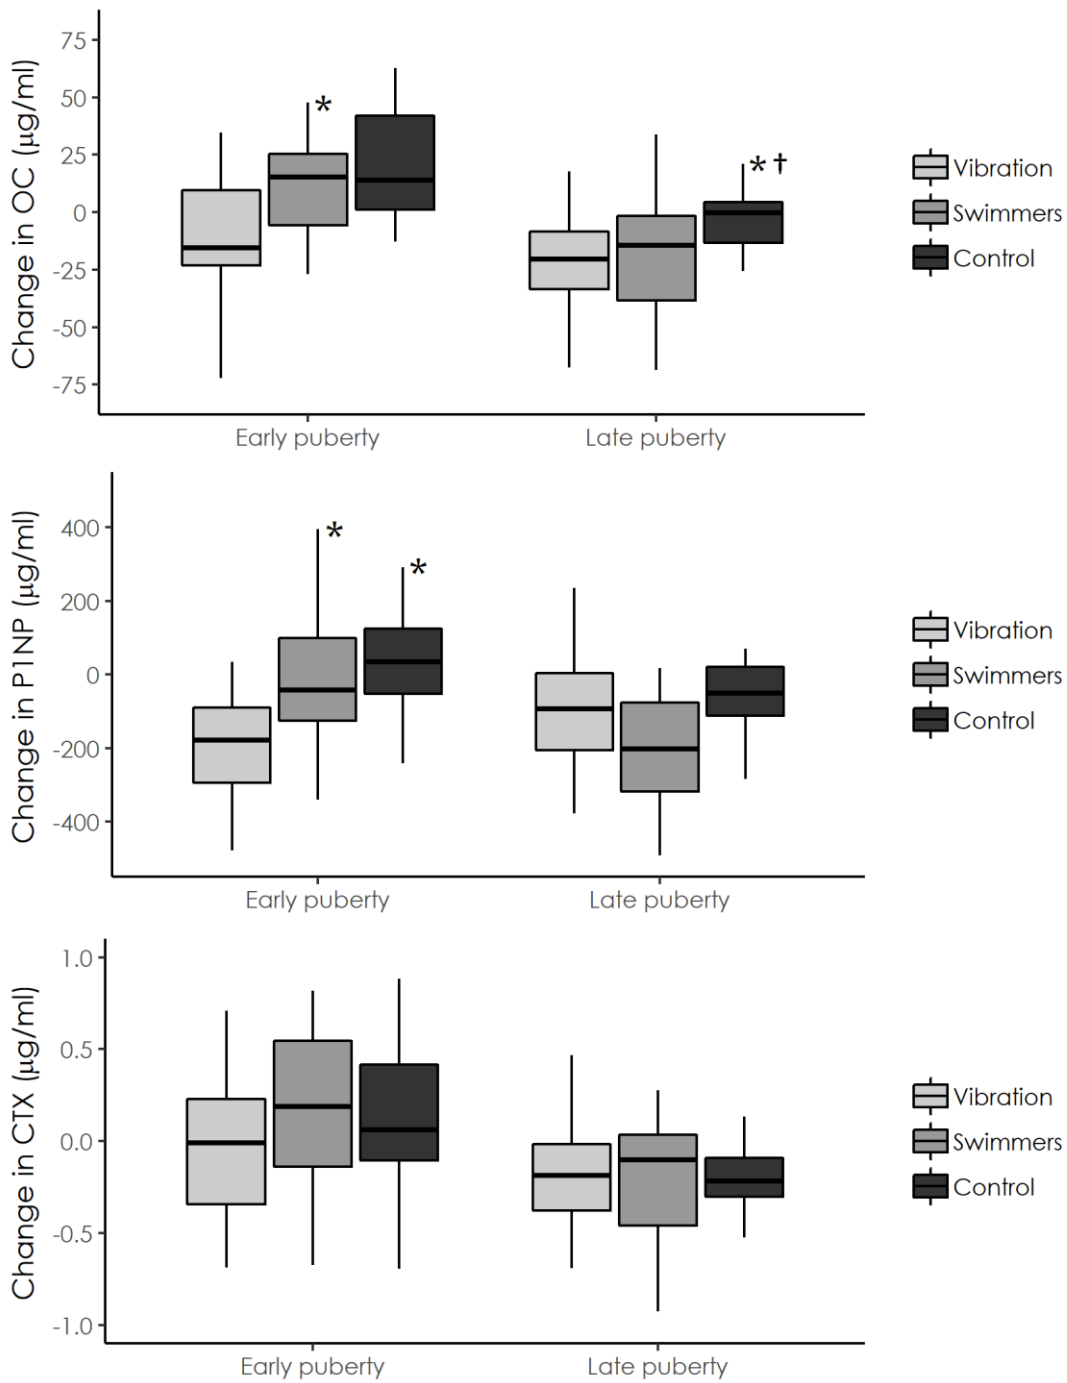 Change in OC (μg/ml)
75
50
25
0
-25
-50
-75
*
* †
Early puberty
Late puberty
Vibration
Swimmers
Control
Change in P1NP (μg/ml)
400
200
0
-200
-400
*
*
Early puberty
Late puberty
Vibration
Swimmers
Control
Change in CTX (μg/ml)
1.0
0.5
0.0
-0.5
-1.0
Early puberty
Late puberty
Vibration
Swimmers
Control